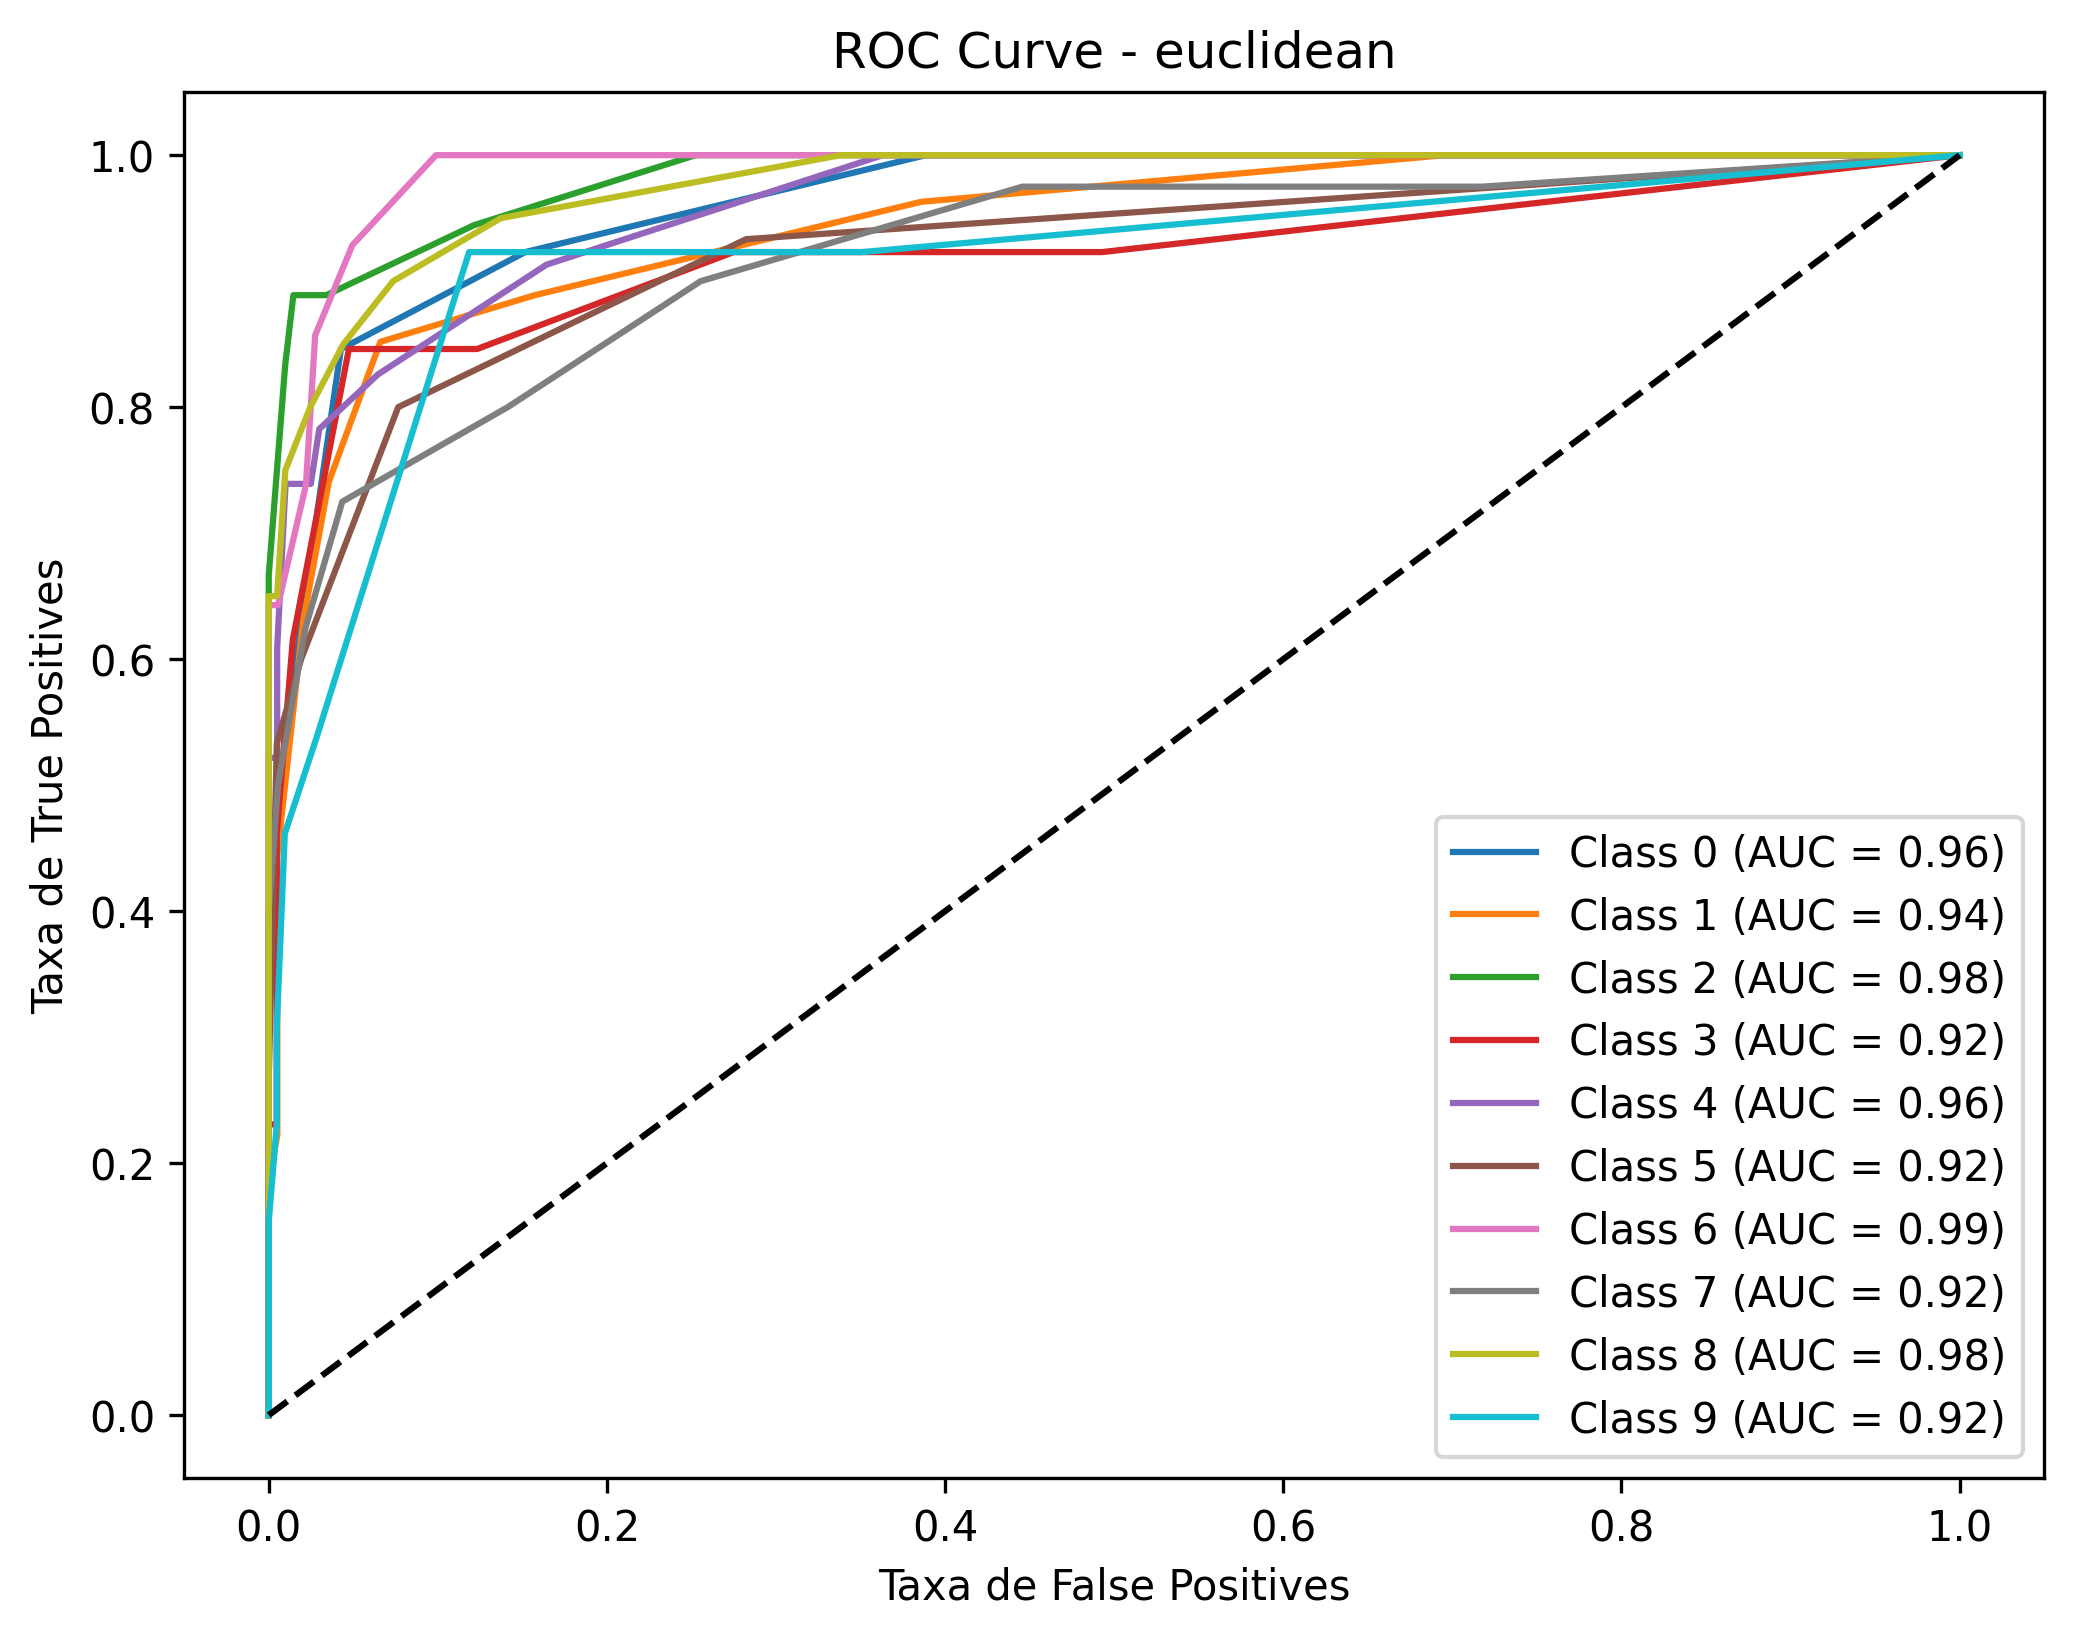 ROC Curve - euclidean
Taxa de True Positives
1.0
0.8
0.6
0.4
0.2
0.0
Class 0 (AUC = 0.96)
Class 1 (AUC = 0.94)
Class 2 (AUC = 0.98)
Class 3 (AUC = 0.92)
Class 4 (AUC = 0.96)
Class 5 (AUC = 0.92)
Class 6 (AUC = 0.99)
Class 7 (AUC = 0.92)
Class 8 (AUC = 0.98)
Class 9 (AUC = 0.92)
0.0 0.2 0.4 0.6 0.8 1.0
Taxa de False Positives